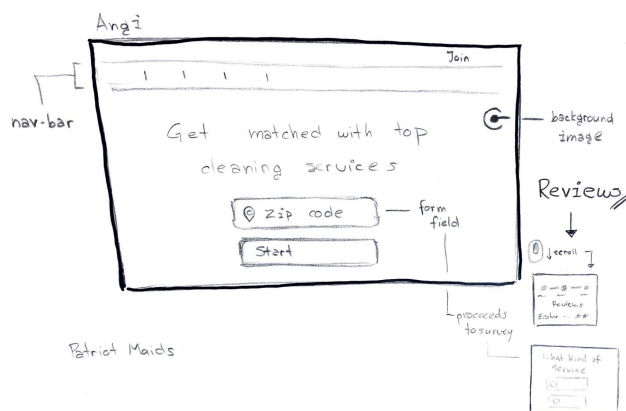 Angi
Join
nav-bar
background
image
Get matched with top
cleaning services
Zip code
form
field
Start
Reviews
scroll
Reviews
proceeds
to survey
Patriot Maids
What kind of
service